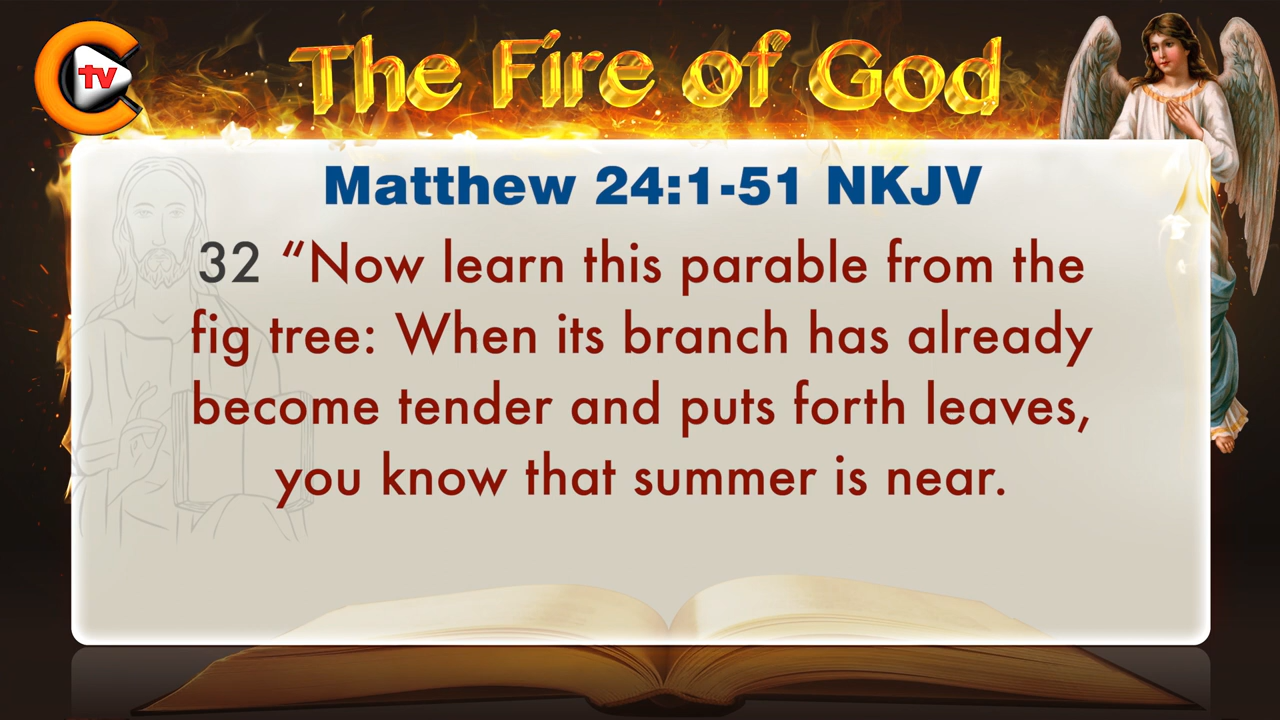 tv
The Fire of God
Matthew 24:1-51 NKJV
32 “Now learn this parable from the
fig tree: When its branch has already
become tender and puts forth leaves,
you know that summer is near.